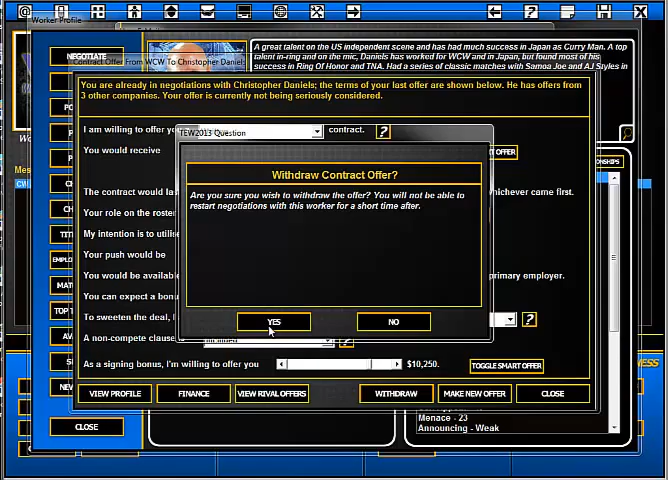 Worker Profile
NEGOTIATE
A great talent on the US independent scene and has had much success in Japan as Curry Man. A top
talent in-ring and on the mic, Daniels has worked for WCW and in Japan, but found most of his
success in Ring Of Honor and TNA. Had a series of classic matches with Samoa Joe and AJ Styles in
Contract Offer From WCW To Christopher Daniels
You are already in negotiations with Christopher Daniels; the terms of your last offer are shown below. He has offers from
3 other companies. Your offer is currently not being seriously considered.
I am willing to offer you
contract.
?
TEW2013 Question
You would receive
OFFER
Withdraw Contract Offer?
Are you sure you wish to withdraw the offer? You will not be able to
restart negotiations with this worker for a short time after.
The contract would las
whichever came first.
Your role on the roster
My intention is to utilise
Your push would be
You would be available
primary employer.
You can expect a bonu
To sweeten the deal, I
?
YES
NO
A non-compete clause
included
?
As a signing bonus, I'm willing to offer you
$10,250.
TOGGLE SMART OFFER
VIEW PROFILE
FINANCE
VIEW RIVAL OFFERS
WITHDRAW
MAKE NEW OFFER
CLOSE
CLOSE
Menace - 23
Announcing - Weak